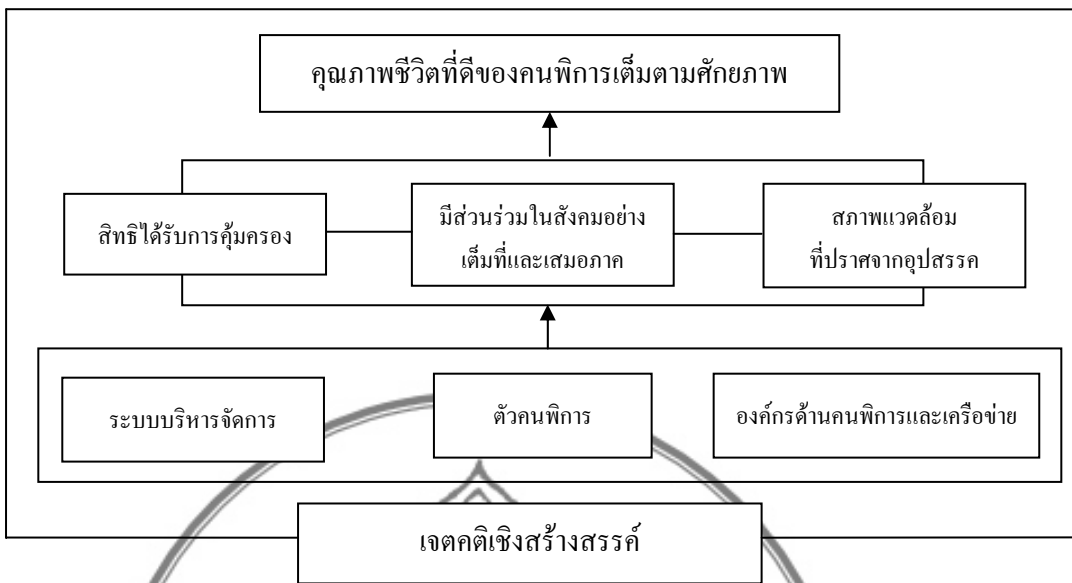 คุณภาพชีวิตที่ดีของคนพิการเต็มตามศักยภาพ
สิทธิได้รับการคุ้มครอง
มีส่วนร่วมในสังคมอย่าง
เต็มที่และเสมอภาค
สภาพแวดล้อม
ที่ปราศจากอุปสรรค
ระบบบริหารจัดการ
ตัวคนพิการ
องค์กรด้านคนพิการและเครือข่าย
เจตคติเชิงสร้างสรรค์